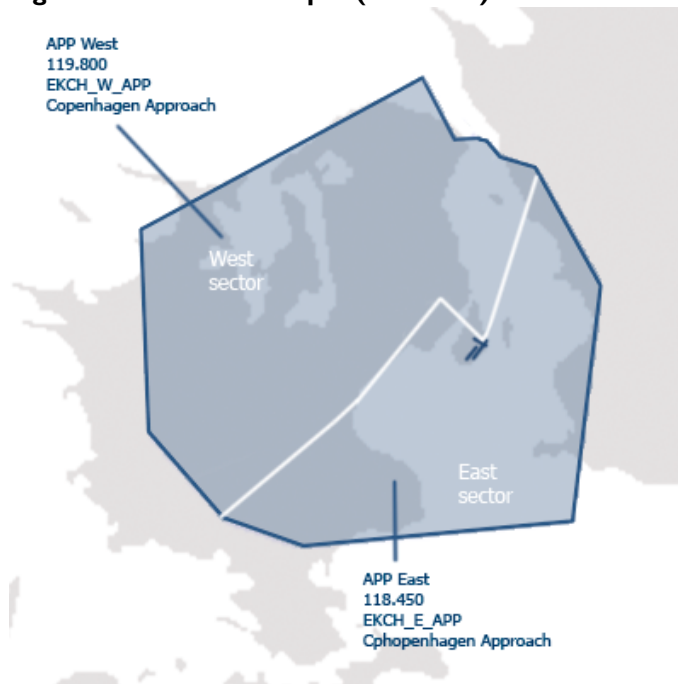 APP West
119.800
EKCH_W_APP
Copenhagen Approach
West
sector
East
sector
APP East
118.450
EKCH_E_APP
Cphopenhagen Approach